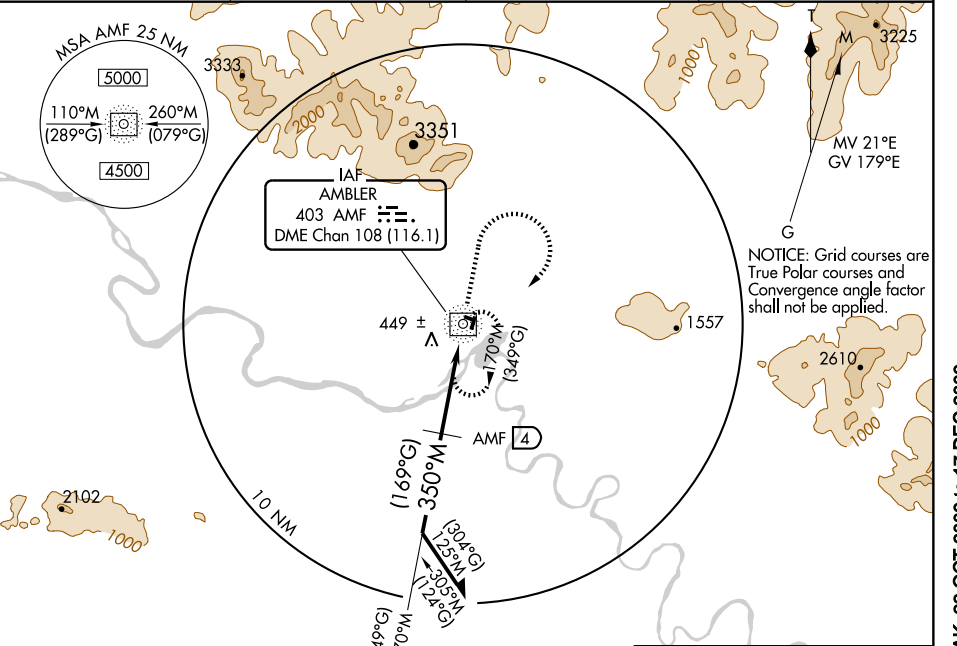 MSA AMF 25 NM
5000
110°M
(289°G)
260°M
(079°G)
4500
3333
2000
3351
1000
3225
T
M
MV 21°E
GV 179°E
G
NOTICE: Grid courses are
True Polar courses and
Convergence angle factor
shall not be applied.
IAF
AMBLER
403 AMF
DME Chan 108 (116.1)
449 ±
170°M
(349°G)
1557
2610
1000
AMF 4
350°M
(169°G)
10 NM
2102
1000
(304°G)
125°M
305°M
(124°G)